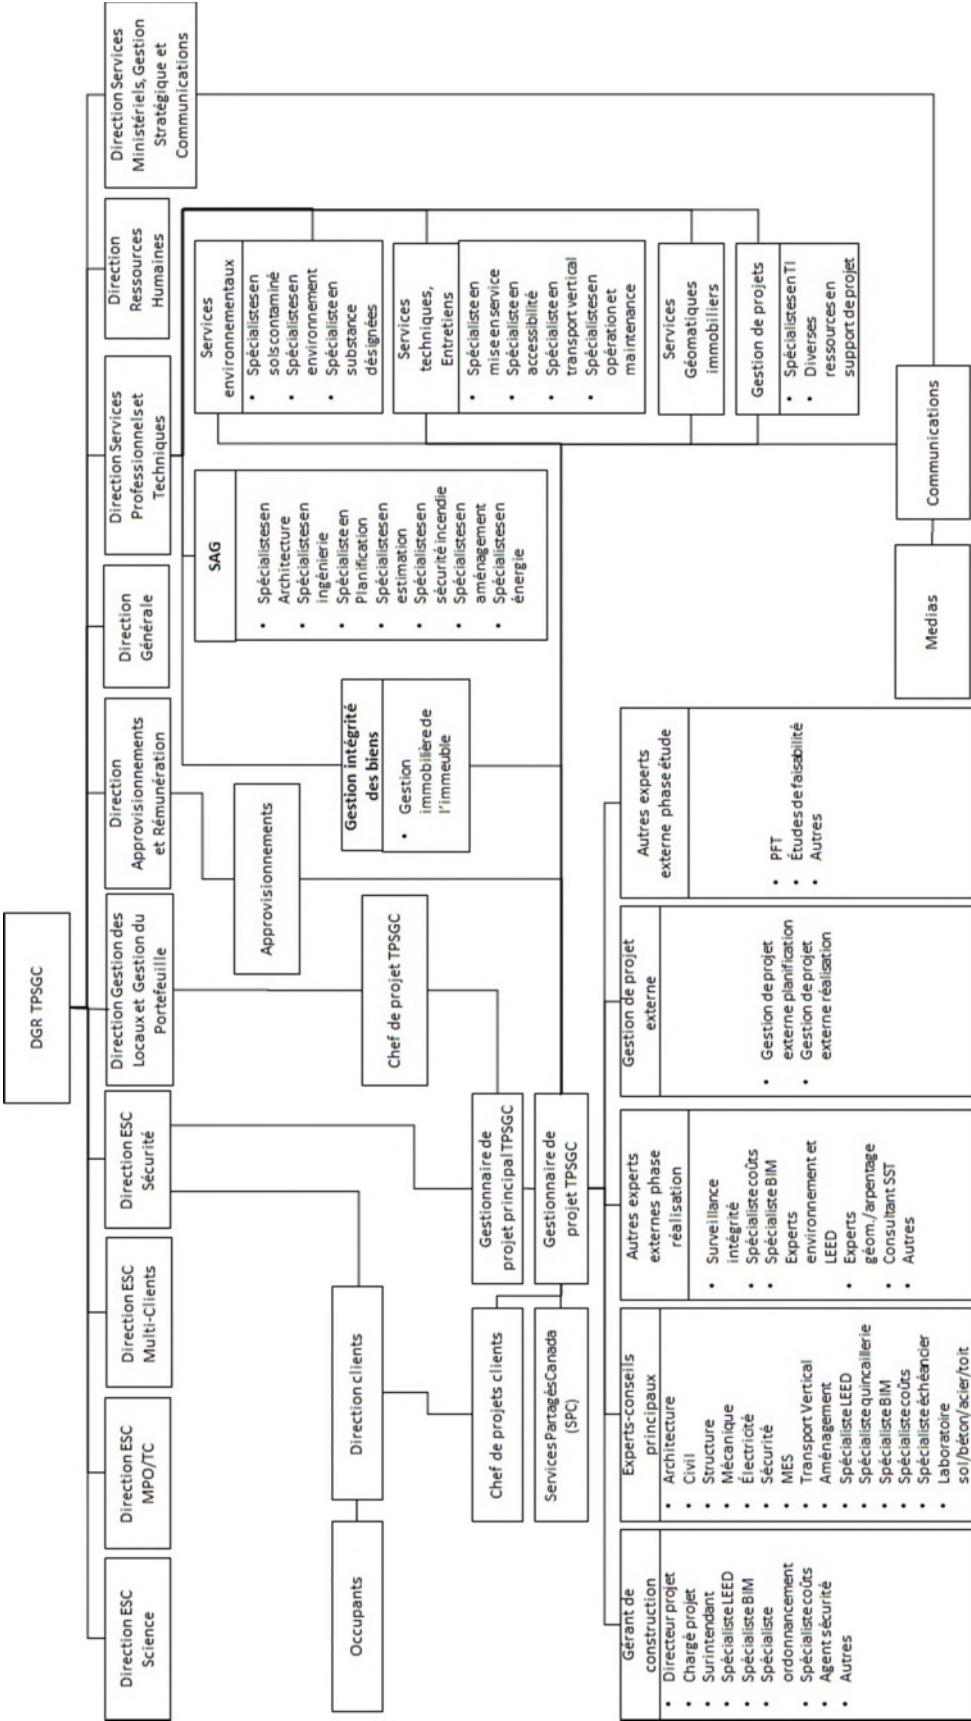 DGR TPSGC
Direction ESC
Science
Direction ESC
MPO/TC
Direction ESC
Multi-Clients
Direction ESC
Sécurité
Direction Gestion des
Locaux et Gestion du
Portefeuille
Direction
Approvisionnements
et Rémunération
Direction
Générale
Direction Services
Professionnels et
Techniques
Direction
Ressources
Humaines
Direction Services
Ministériels, Gestion
Stratégique et
Communications
Occupants
Direction clients
Chef de projet TPSGC
Approvisionnements
Gestion intégrité
des biens
• Gestion
immobilière de
l'immeuble
SAG
• Spécialistes en
Architecture
• Spécialistes en
ingénierie
• Spécialiste en
Planification
• Spécialistes en
estimation
• Spécialistes en
sécurité incendie
• Spécialistes en
aménagement
• Spécialistes en
énergie
Services
environnementaux
• Spécialistes en
sols contaminé
• Spécialistes en
environnement
• Spécialiste en
substance
désignées
Services
techniques,
Entretiens
• Spécialiste en
mise en service
• Spécialiste en
accessibilité
• Spécialiste en
transport vertical
• Spécialistes en
opération et
maintenance
Services
Géomatiques
immobiliers
Gestion de projets
• Spécialistes en TI
• Diverses
ressources en
support de projet
Chef de projets clients
Gestionnaire de
projet principal TPSGC
Services Partagés Canada
(SPC)
Gestionnaire de
projet TPSGC
Gérant de
construction
• Directeur projet
• Chargé projet
• Surintendant
• Spécialiste LEED
• Spécialiste BIM
• Spécialiste
ordonnancement
• Spécialiste coûts
• Agent sécurité
• Autres
Experts-conseils
principaux
• Architecture
• Civil
• Structure
• Mécanique
• Électricité
• Sécurité
• MES
• Transport Vertical
• Aménagement
• Spécialiste LEED
• Spécialiste quincaillerie
• Spécialiste BIM
• Spécialiste coûts
• Spécialiste échéancier
• Laboratoire
sol/béton/acier/toit
Autres experts
externes phase
réalisation
• Surveillance
intégrité
• Spécialiste coûts
• Spécialiste BIM
• Experts
environnement et
LEED
• Experts
géom./arpentage
• Consultant SST
• Autres
Gestion de projet
externe
• Gestion de projet
externe planification
• Gestion de projet
externe réalisation
Autres experts
externe phase étude
• PFT
• Études de faisabilité
• Autres
Medias
Communications